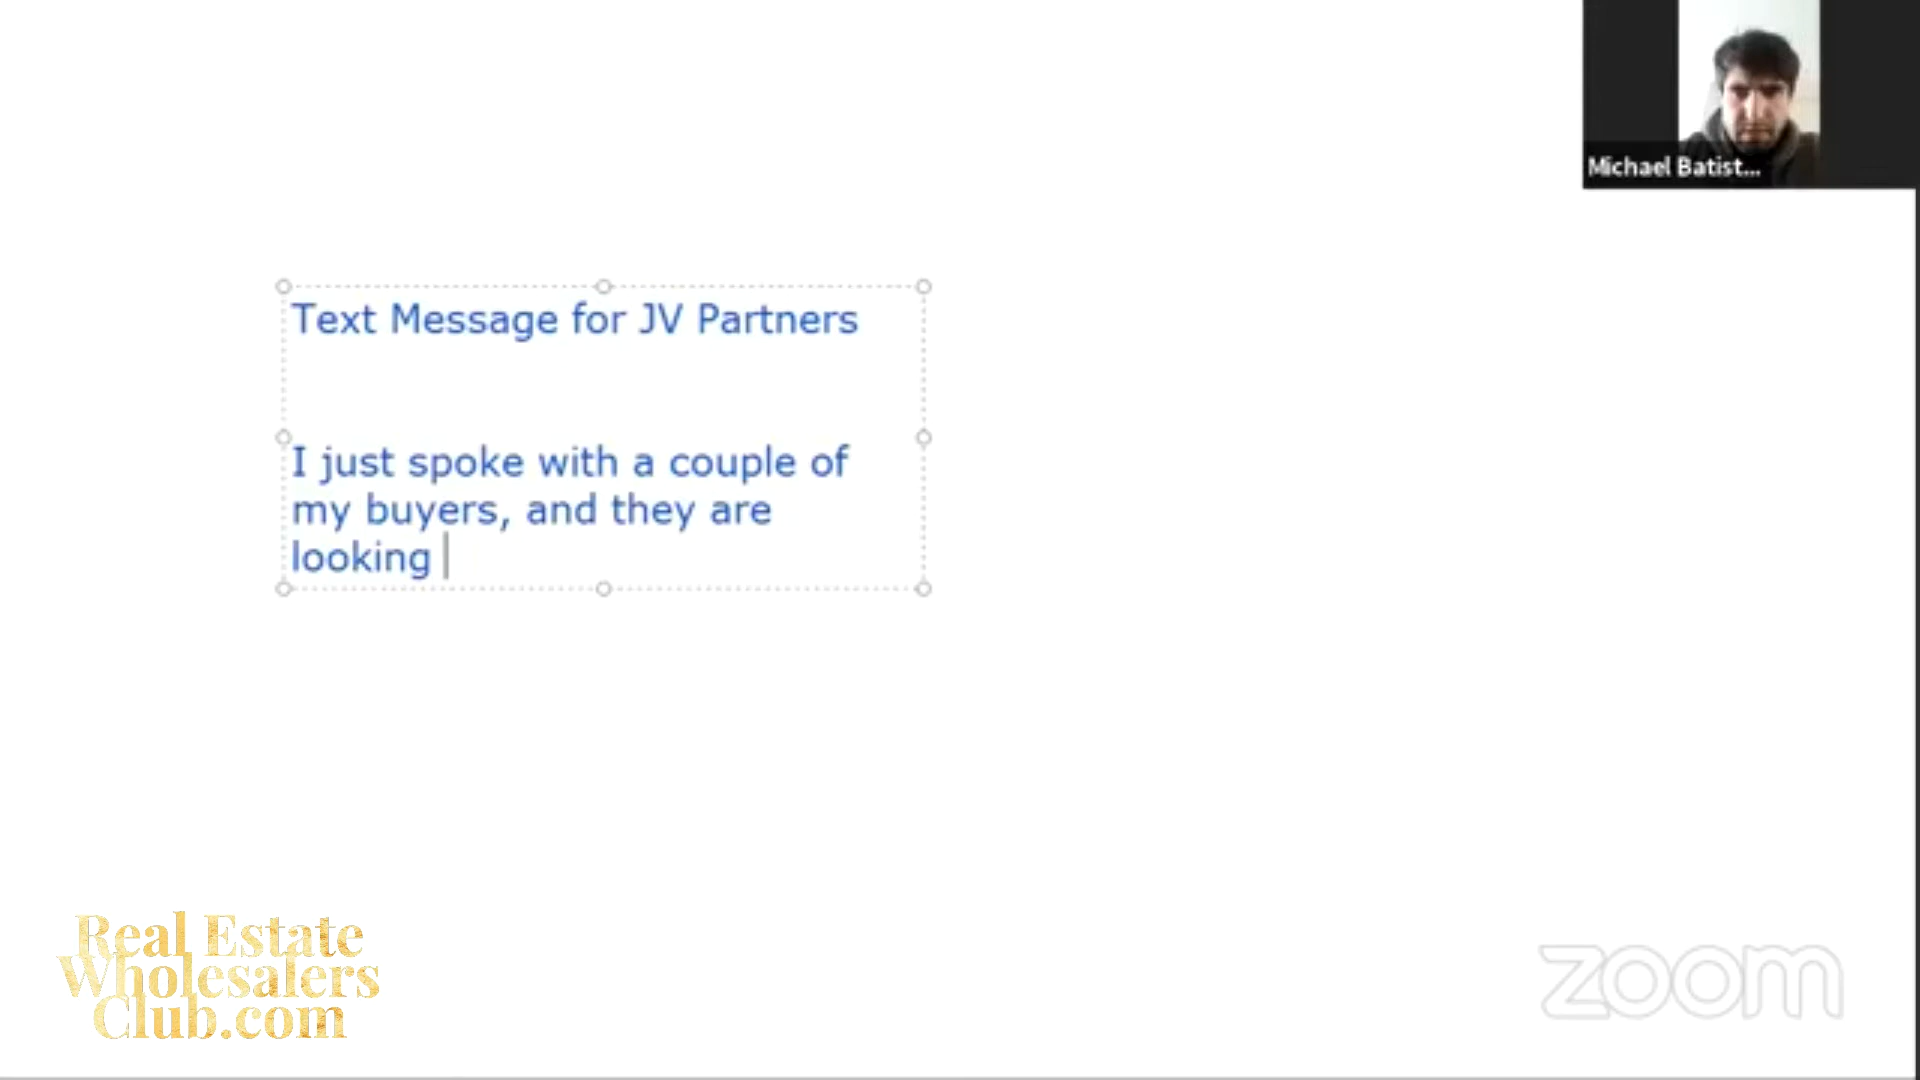 Michael Batist...
Text Message for JV Partners
I just spoke with a couple of
my buyers, and they are
looking
Real Estate
Wholesalers
Club.com
zoom